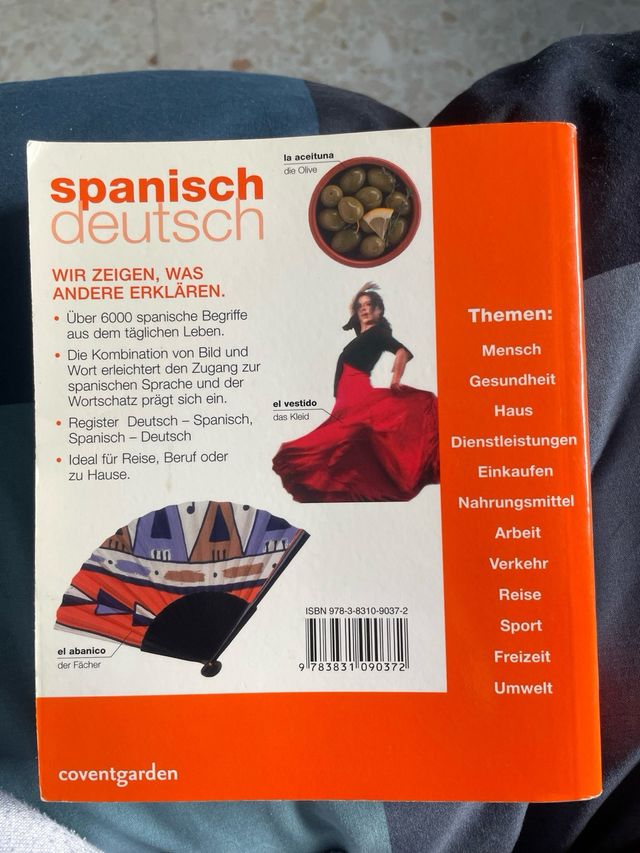 spanisch
deutsch
la aceituna
die Olive
WIR ZEIGEN, WAS
ANDERE ERKLÄREN.
• Über 6000 spanische Begriffe
aus dem täglichen Leben.
• Die Kombination von Bild und
Wort erleichtert den Zugang zur
spanischen Sprache und der
Wortschatz prägt sich ein.
• Register Deutsch – Spanisch,
Spanisch – Deutsch
• Ideal für Reise, Beruf oder
zu Hause.
el vestido
das Kleid
el abanico
der Fächer
ISBN 978-3-8310-9037-2
9 783831 090372
coventgarden
Themen:
Mensch
Gesundheit
Haus
Dienstleistungen
Einkaufen
Nahrungsmittel
Arbeit
Verkehr
Reise
Sport
Freizeit
Umwelt